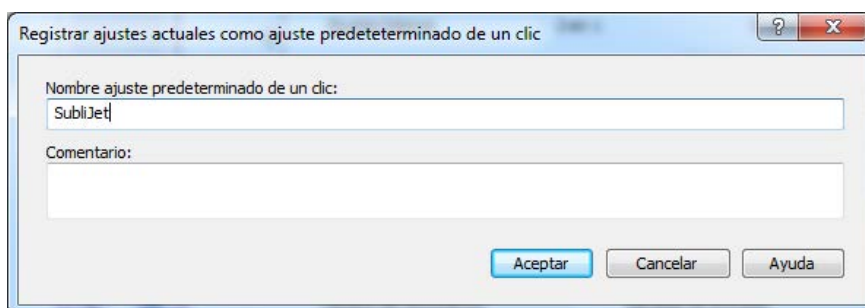 Registrar ajustes actuales como ajuste predeteterminado de un clic
Nombre ajuste predeterminado de un clic:
SubliJet
Comentario:
Aceptar Cancelar Ayuda